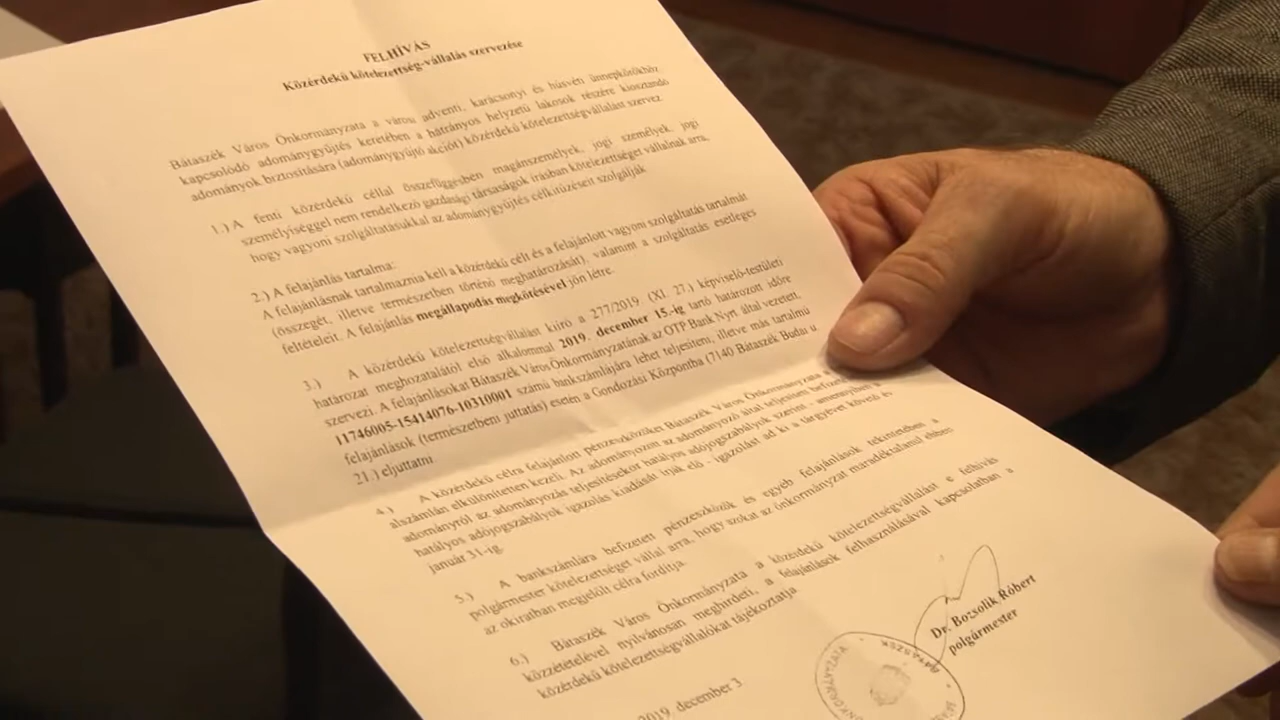 FELHÍVÁS
Közérdekű kötelezettség-vállalás szervezése
Bátaszék Város Önkormányzata a városi adventi, karácsonyi és húsvéti ünnepkörökhöz
kapcsolódó adománygyűjtés keretében a hátrányos helyzetű lakosok részére kiosztandó
adományok biztosítására (adománygyűjtő akciót) közérdekű kötelezettségvállalást szervez.
1.) A fenti közérdekű céllal összefüggésben magánszemélyek, jogi személyek, jogi
személyiséggel nem rendelkező gazdasági társaságok írásban kötelezettséget vállalnak arra,
hogy vagyoni szolgáltatásukkal az adománygyűjtés célkitűzéseit szolgálják.
2.) A felajánlás tartalma:
A felajánlásnak tartalmaznia kell a közérdekű célt és a felajánlott vagyoni szolgáltatás tartalmát
(összegét, illetve természetben történő meghatározását), valamint a szolgáltatás esetleges
feltételeit. A felajánlás megállapodás megkötésével jön létre.
3.) A közérdekű kötelezettségvállalást kiíró a 277/2019. (XI. 27.) képviselő-testületi
határozat meghozatalától első alkalommal 2019. december 15.-ig tartó határozott időre
szervezi. A felajánlásokat Bátaszék Város Önkormányzatának az OTP Bank Nyrt által vezetett,
11746005-15414076-10310001 számú bankszámlájára lehet teljesíteni, illetve más tartalmú
felajánlások (természetbeni juttatás) esetén a Gondozási Központba (7140 Bátaszék Budai u.
21.) eljuttatni.
4.) A közérdekű célra felajánlott pénzeszközöket Bátaszék Város Önkormányzata
alszámlán elkülönítetten kezeli. Az adományozott az adományozó által teljesített befizetett
adományról az adományozás teljesítésekor hatályos adójogszabályok szerint - amennyiben a
hatályos adójogszabályok igazolás kiadását írják elő - igazolást ad ki a tárgyévet követő év
január 31-ig.
5.) A bankszámlára befizetett pénzeszközök és egyéb felajánlások tekintetében a
polgármester kötelezettséget vállal arra, hogy azokat az önkormányzat maradéktalanul ebben
az okiratban megjelölt célra fordítja.
6.) Bátaszék Város Önkormányzata a közérdekű kötelezettségvállalást e felhívás
közzétételével nyilvánosan meghirdeti, a felajánlások felhasználásával kapcsolatban a
közérdekű kötelezettségvállalókat tájékoztatja.
2019. december 3.
Dr. Bozsolik Róbert
polgármester